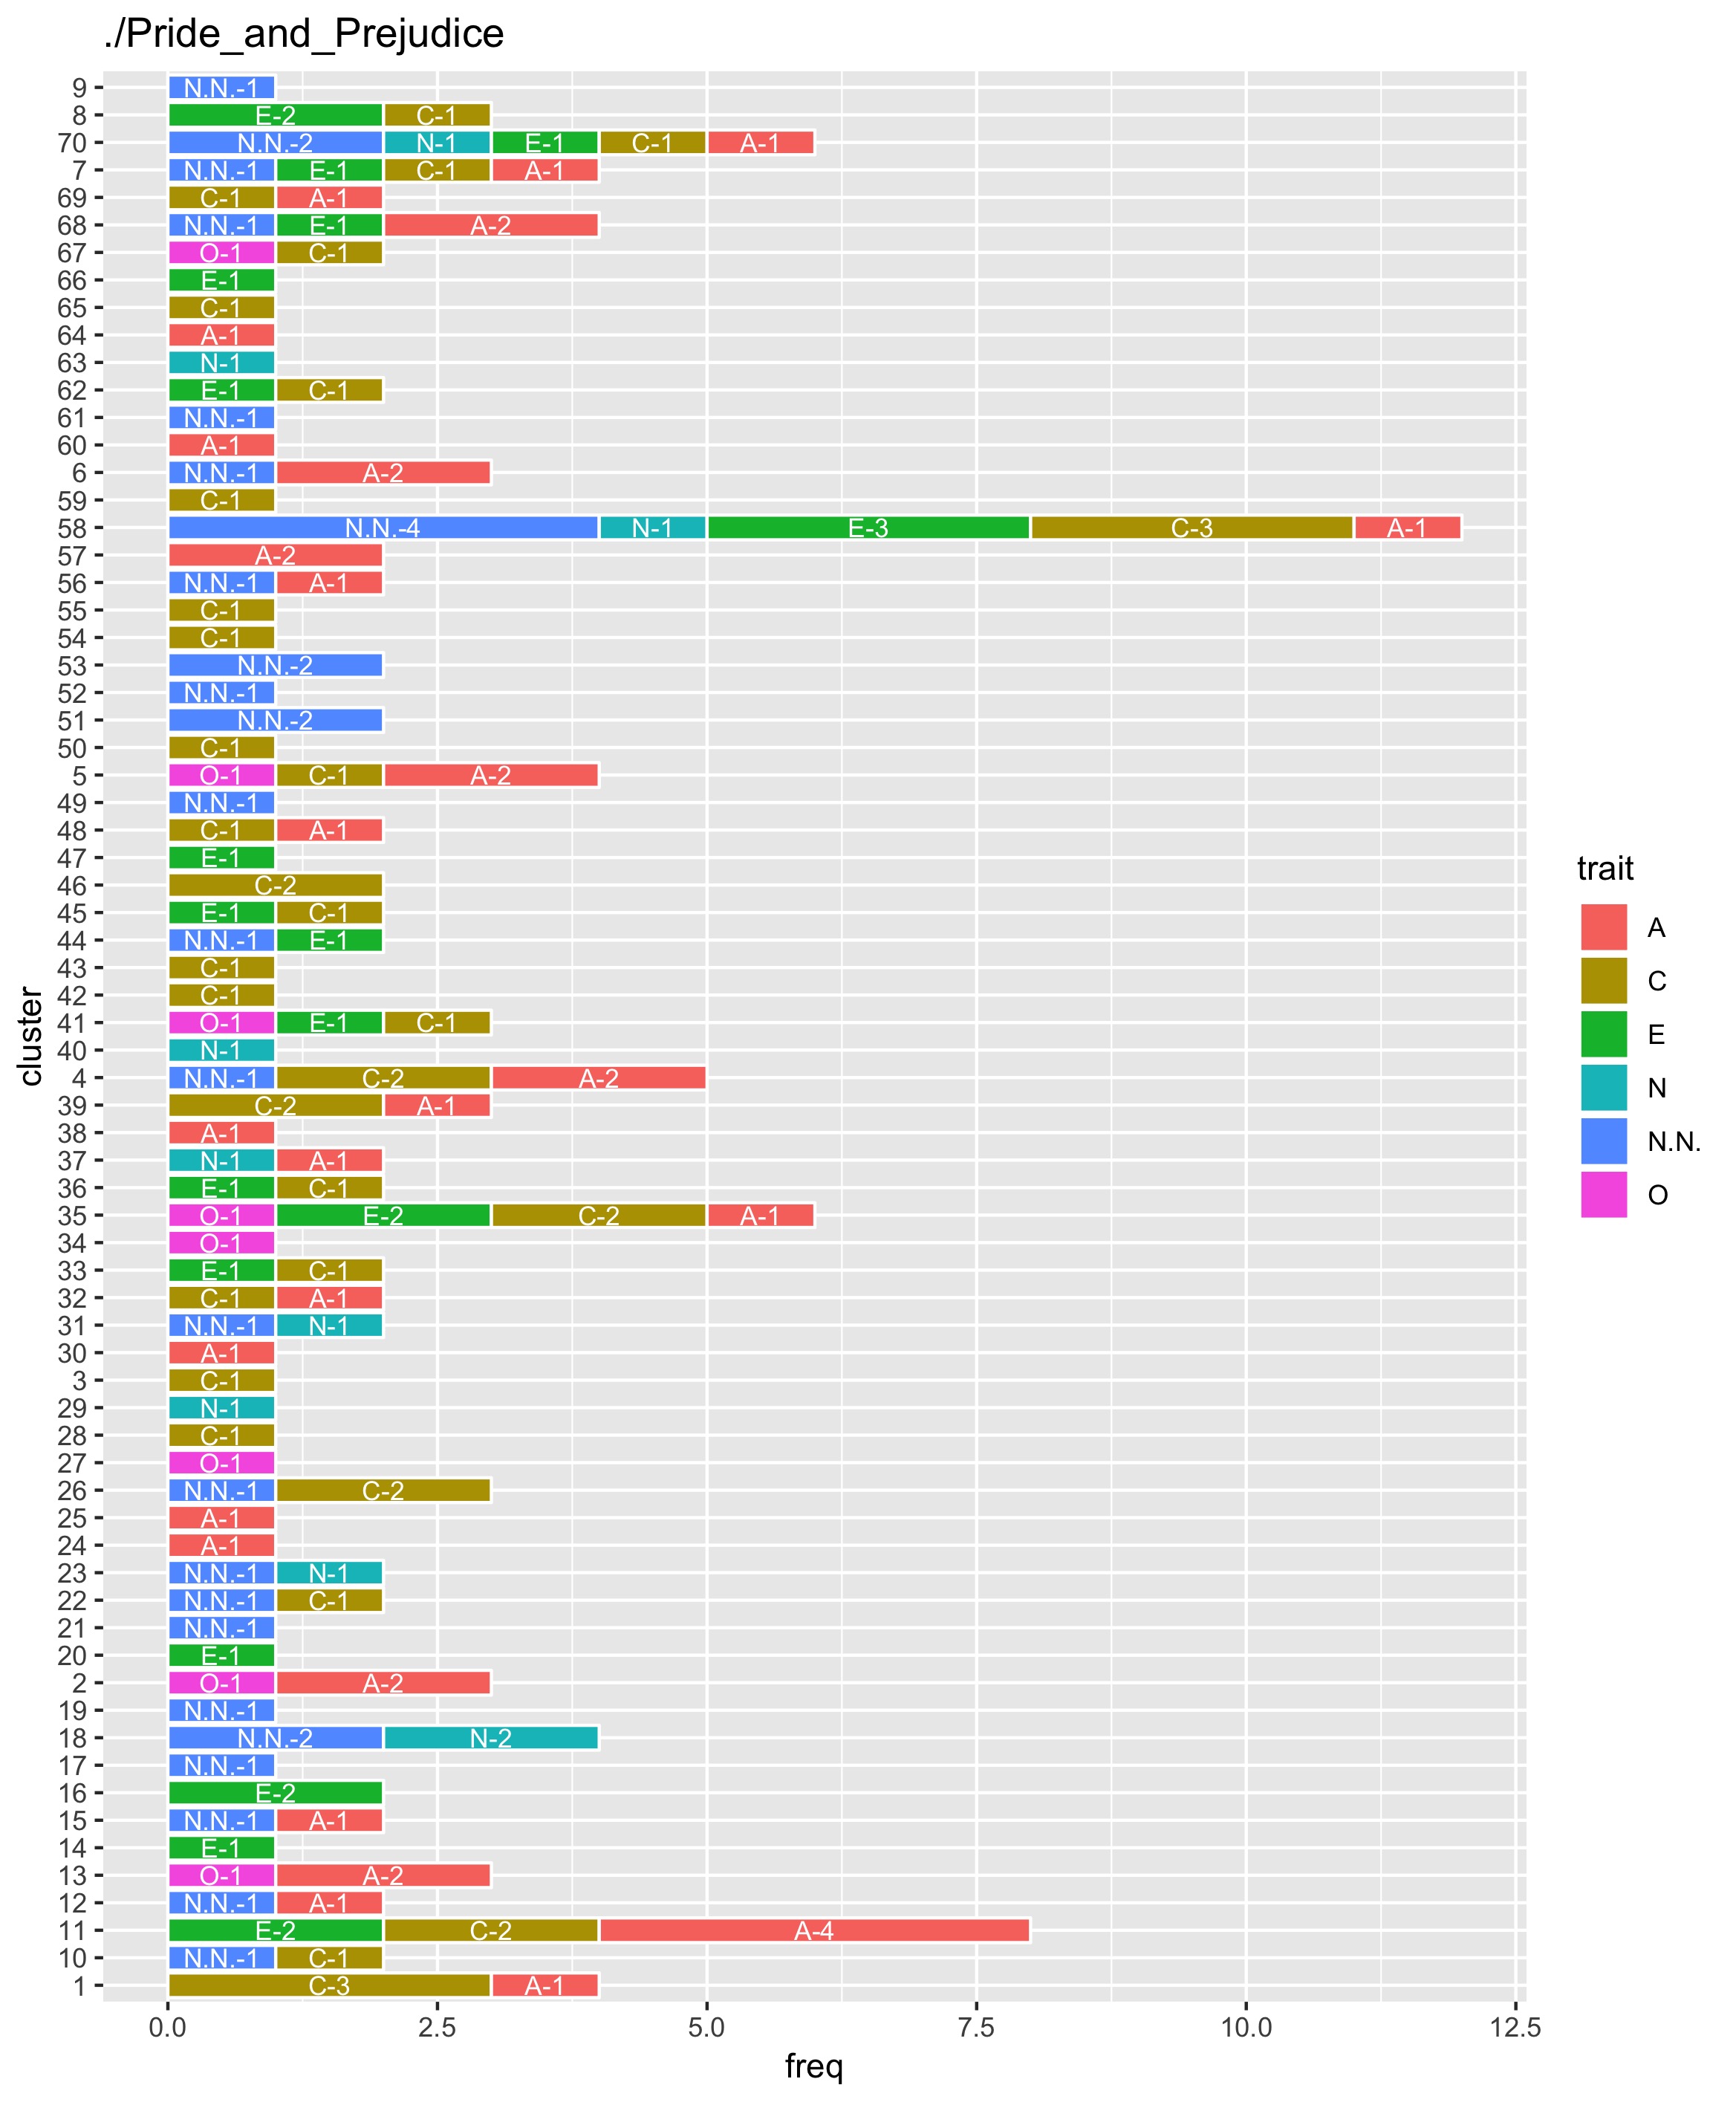 ./Pride_and_Prejudice
9 N.N.-1
8 E-2 C-1
70 N.N.-2 N-1 E-1 C-1 A-1
7 N.N.-1 E-1 C-1 A-1
69 C-1 A-1
68 N.N.-1 E-1 A-2
67 O-1 C-1
66 E-1
65 C-1
64 A-1
63 N-1
62 E-1 C-1
61 N.N.-1
60 A-1
6 N.N.-1 A-2
59 C-1
58 N.N.-4 N-1 E-3 C-3 A-1
57 A-2
56 N.N.-1 A-1
55 C-1
54 C-1
53 N.N.-2
52 N.N.-1
51 N.N.-2
50 C-1
5 O-1 C-1 A-2
49 N.N.-1
48 C-1 A-1
47 E-1
46 C-2
45 E-1 C-1
44 N.N.-1 E-1
43 C-1
42 C-1
41 O-1 E-1 C-1
40 N-1
4 N.N.-1 C-2 A-2
39 C-2 A-1
38 A-1
37 N-1 A-1
36 E-1 C-1
35 O-1 E-2 C-2 A-1
34 O-1
33 E-1 C-1
32 C-1 A-1
31 N.N.-1 N-1
30 A-1
3 C-1
29 N-1
28 C-1
27 O-1
26 N.N.-1 C-2
25 A-1
24 A-1
23 N.N.-1 N-1
22 N.N.-1 C-1
21 N.N.-1
20 E-1
2 O-1 A-2
19 N.N.-1
18 N.N.-2 N-2
17 N.N.-1
16 E-2
15 N.N.-1 A-1
14 E-1
13 O-1 A-2
12 N.N.-1 A-1
11 E-2 C-2 A-4
10 N.N.-1 C-1
1 C-3 A-1
0.0 2.5 5.0 7.5 10.0 12.5
freq
cluster
trait
A
C
E
N
N.N.
O